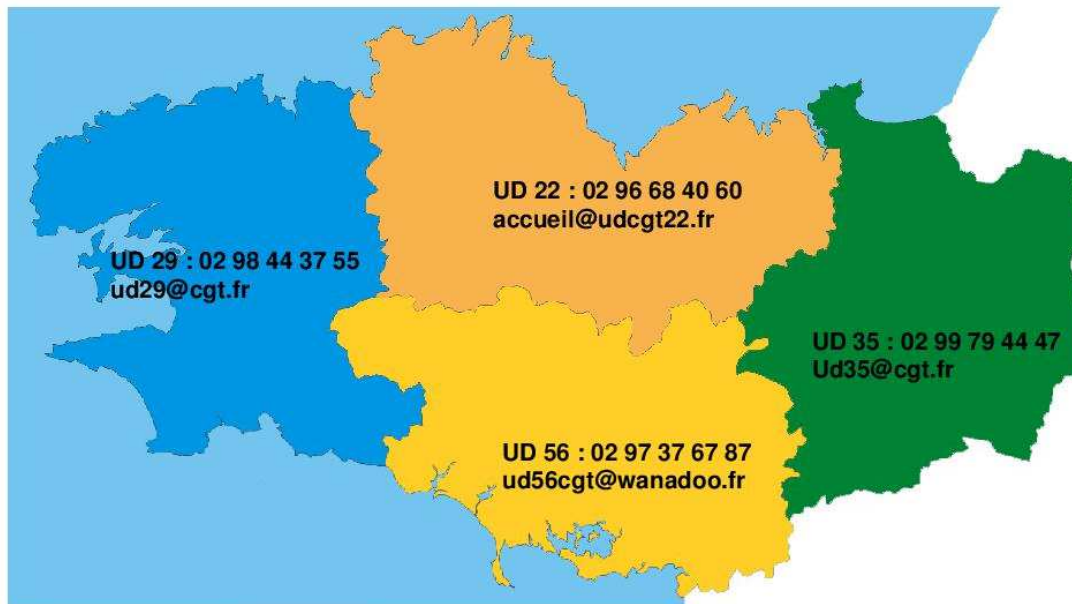 UD 22 : 02 96 68 40 60
accueil@udcgt22.fr
UD 29 : 02 98 44 37 55
ud29@cgt.fr
UD 35 : 02 99 79 44 47
Ud35@cgt.fr
UD 56 : 02 97 37 67 87
ud56cgt@wanadoo.fr